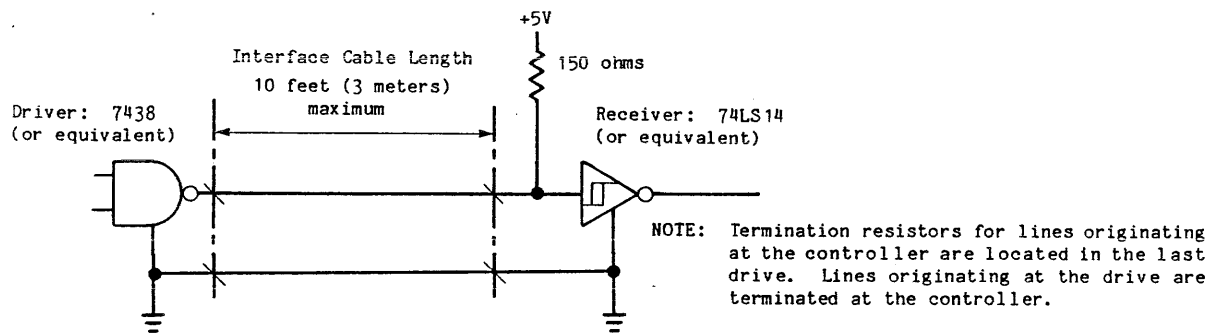 +5V
Interface Cable Length
10 feet (3 meters)
maximum
150 ohms
Driver: 7438
(or equivalent)
Receiver: 74LS14
(or equivalent)
NOTE: Termination resistors for lines originating
at the controller are located in the last
drive. Lines originating at the drive are
terminated at the controller.